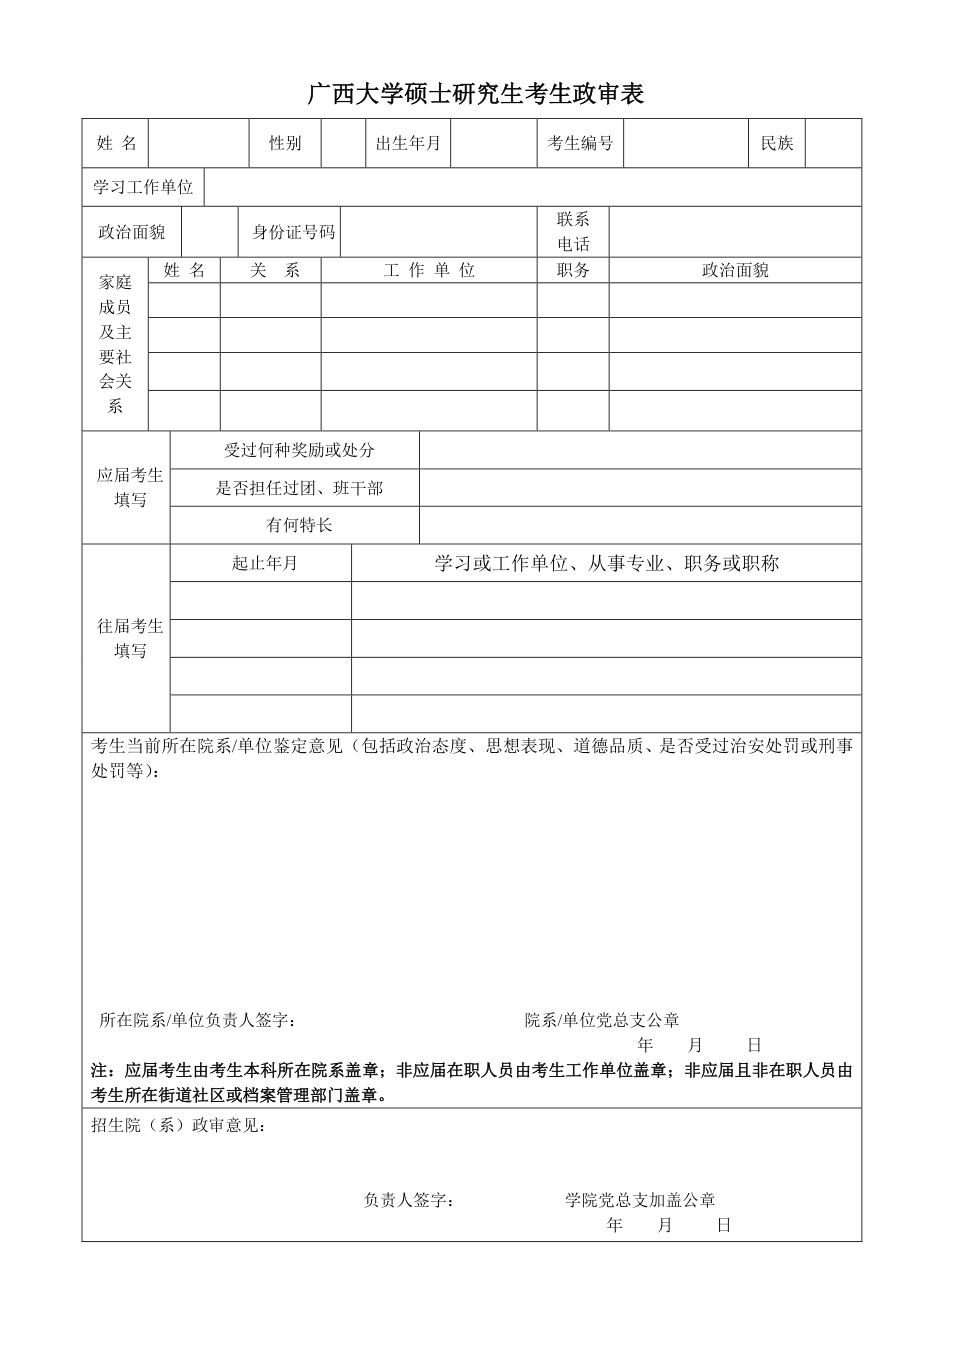 广西大学硕士研究生考生政审表
姓 名 性别 出生年月 考生编号 民族
学习工作单位
政治面貌 身份证号码 联系
电话
家庭
成员
及主
要社
会关
系
姓 名 关 系 工 作 单 位 职务 政治面貌
应届考生
填写
受过何种奖励或处分
是否担任过团、班干部
有何特长
往届考生
填写
起止年月 学习或工作单位、从事专业、职务或职称
考生当前所在院系/单位鉴定意见（包括政治态度、思想表现、道德品质、是否受过治安处罚或刑事
处罚等）：
所在院系/单位负责人签字： 院系/单位党总支公章
年 月 日
注：应届考生由考生本科所在院系盖章；非应届在职人员由考生工作单位盖章；非应届且非在职人员由
考生所在街道社区或档案管理部门盖章。
招生院（系）政审意见：
负责人签字： 学院党总支加盖公章
年 月 日